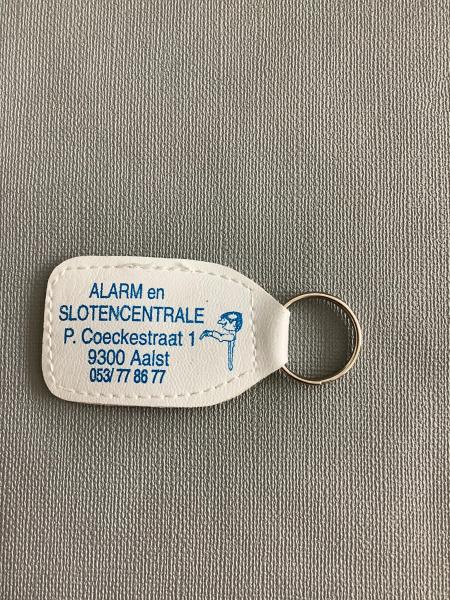 ALARM en
SLOTENCENTRALE
P. Coeckestraat 1
9300 Aalst
053/ 77 86 77